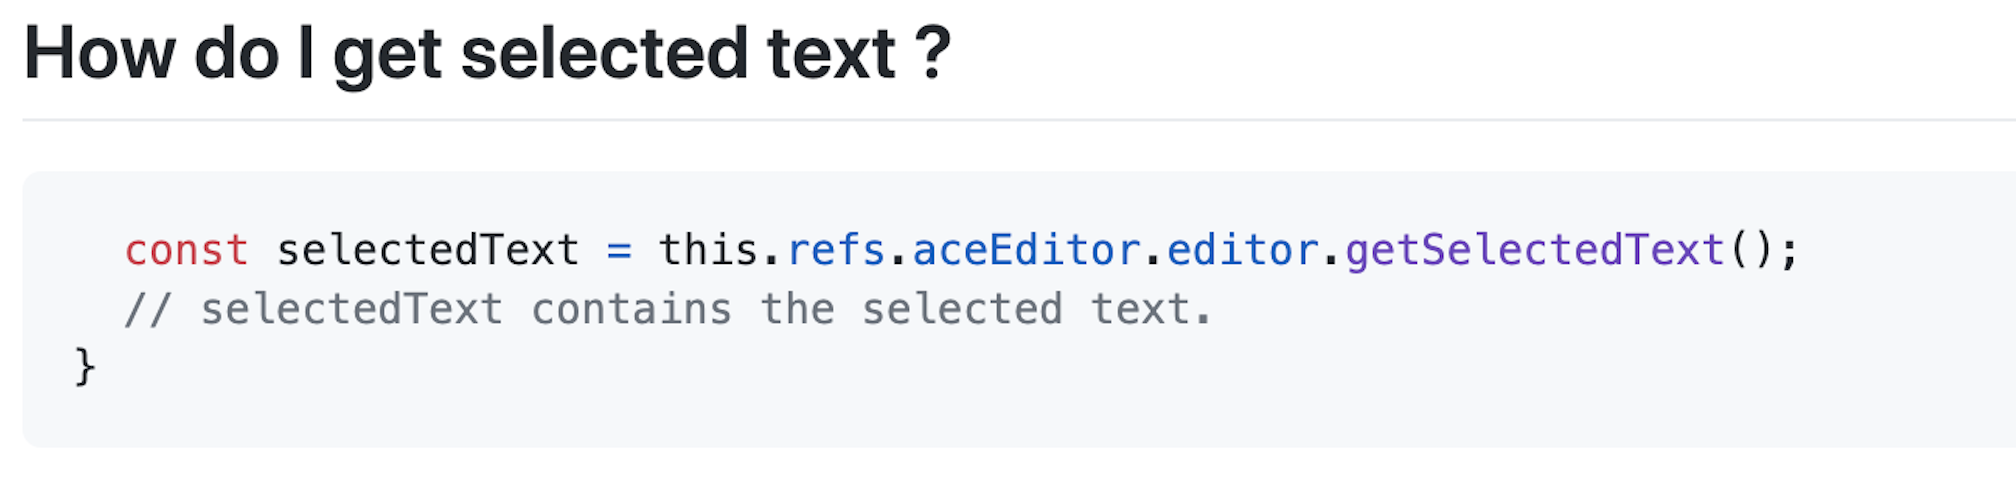 How do I get selected text ?
const selectedText = this.refs.aceEditor.editor.getSelectedText();
// selectedText contains the selected text.
}